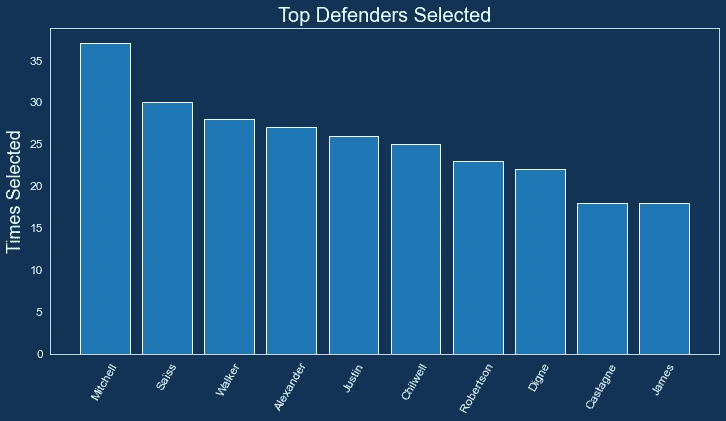 Top Defenders Selected
Times Selected
35
30
25
20
15
10
5
0
Mitchell
Saïss
Walker
Alexander
Justin
Chilwell
Robertson
Digne
Castagne
James